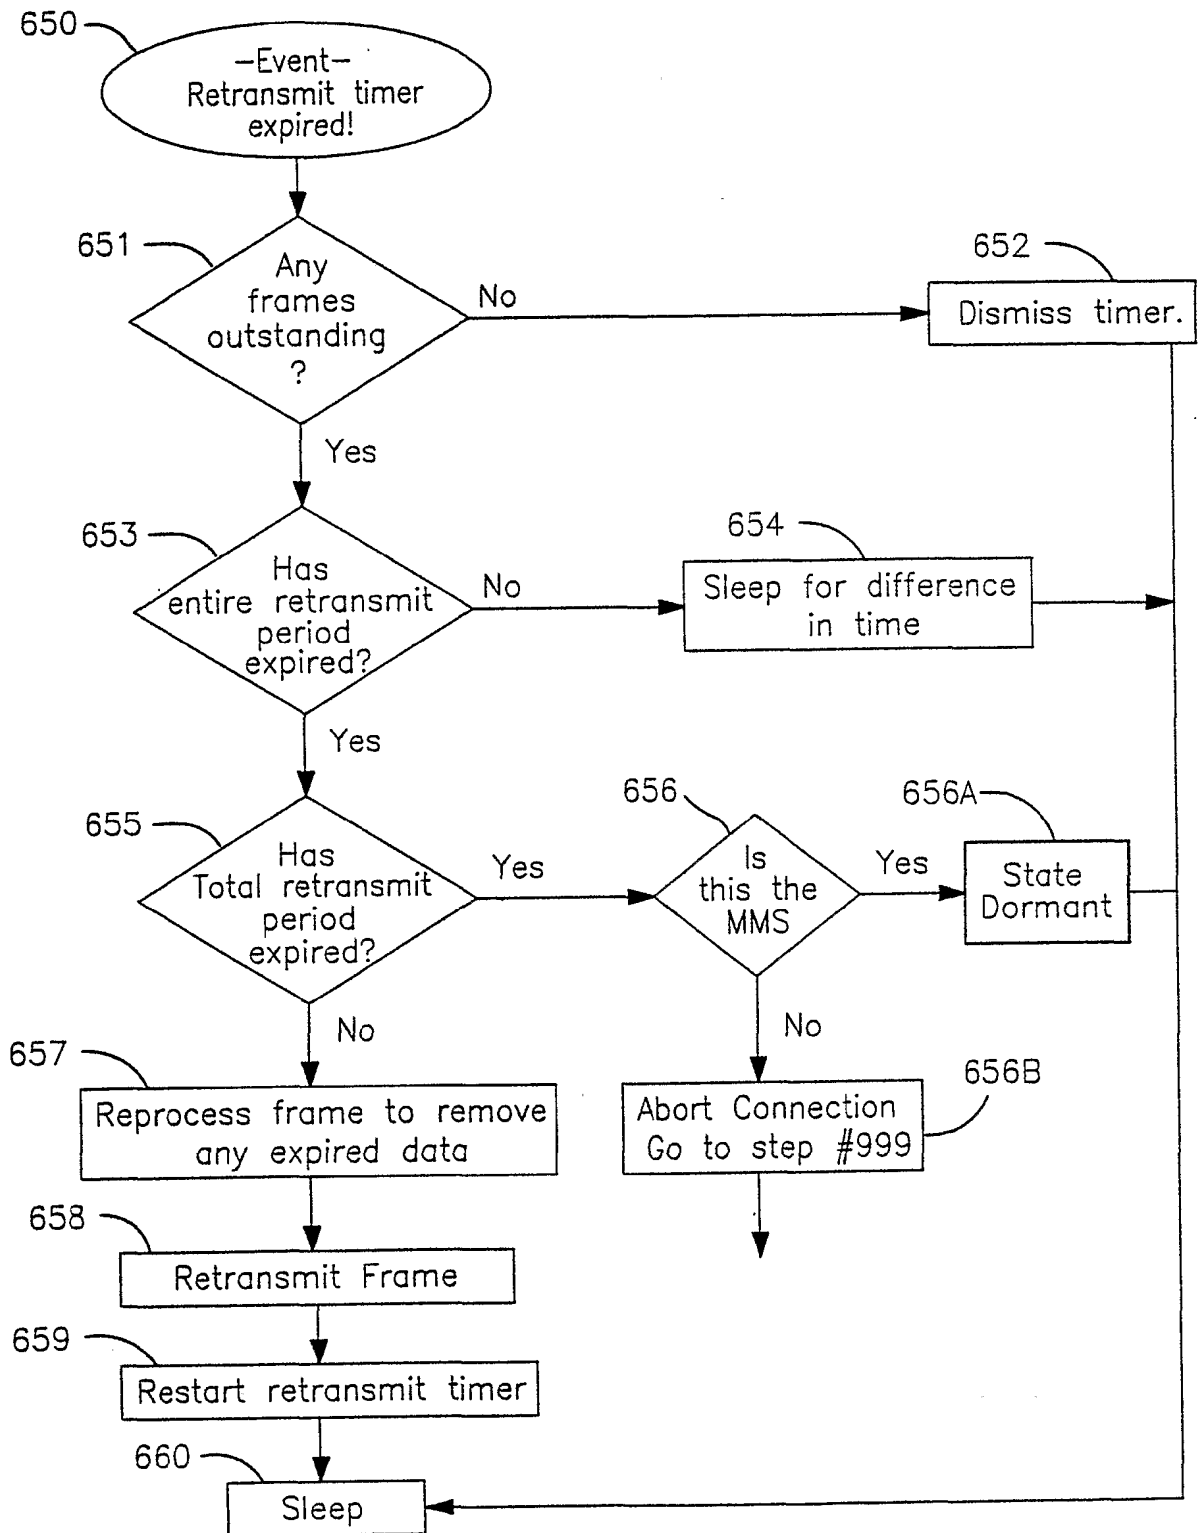 650
-Event-
Retransmit timer
expired!
651
Any
frames
outstanding
?
No
652
Dismiss timer.
Yes
653
Has
entire retransmit
period
expired?
No
654
Sleep for difference
in time
Yes
655
Has
Total retransmit
period
expired?
Yes
656
Is
this the
MMS
Yes
656A
State
Dormant
No
No
657
Reprocess frame to remove
any expired data
656B
Abort Connection
Go to step #999
658
Retransmit Frame
659
Restart retransmit timer
660
Sleep